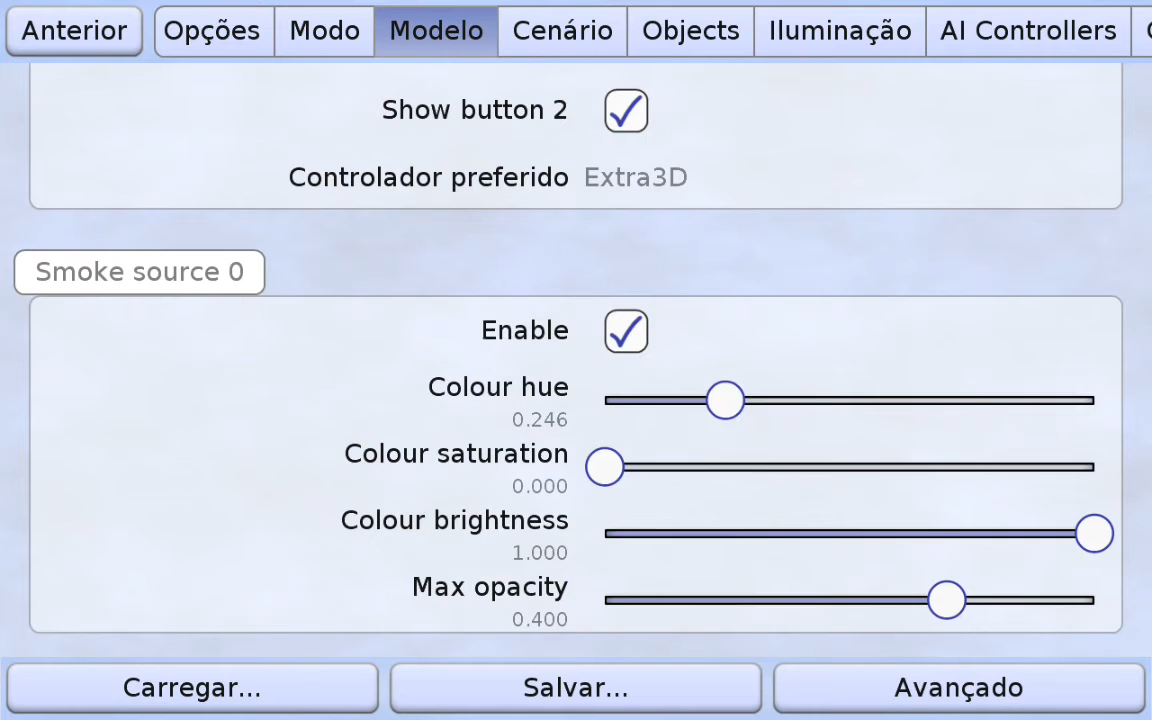 Anterior
Opções
Modo
Modelo
Cenário
Objects
Iluminação
AI Controllers
Show button 2
Controlador preferido
Extra3D
Smoke source 0
Enable
Colour hue
0.246
Colour saturation
0.000
Colour brightness
1.000
Max opacity
0.400
Carregar...
Salvar...
Avançado